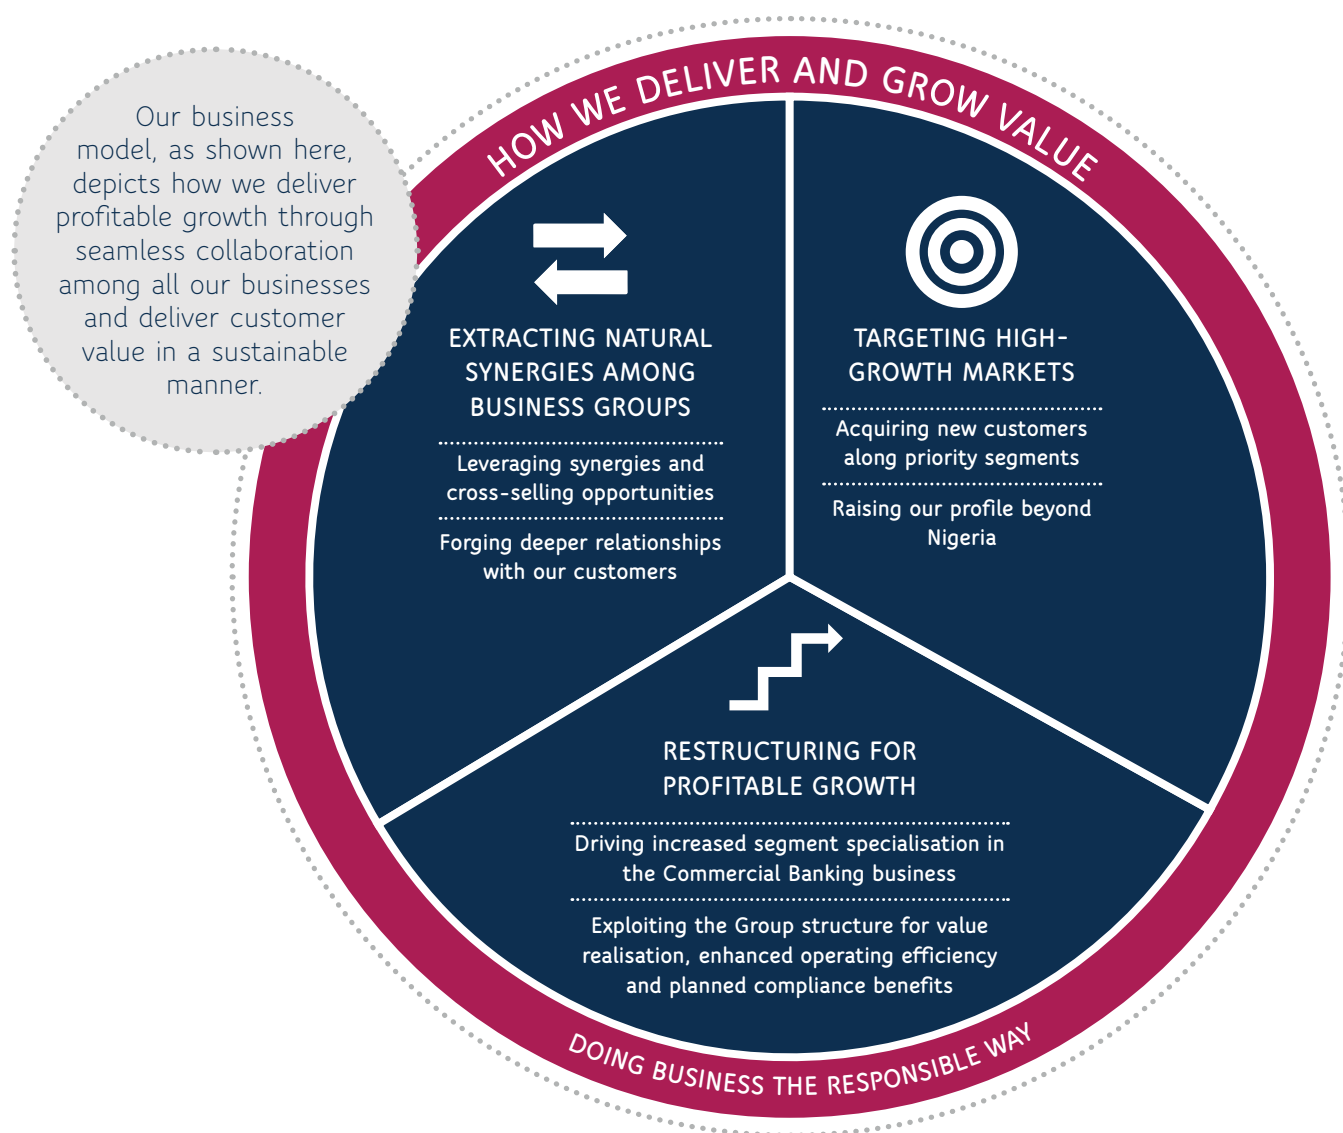 HOW WE DELIVER AND GROW VALUE
Our business
model, as shown here,
depicts how we deliver
profitable growth through
seamless collaboration
among all our businesses
and deliver customer
value in a sustainable
manner.
EXTRACTING NATURAL
SYNERGIES AMONG
BUSINESS GROUPS
Leveraging synergies and
cross-selling opportunities
Forging deeper relationships
with our customers
TARGETING HIGH-
GROWTH MARKETS
Acquiring new customers
along priority segments
Raising our profile beyond
Nigeria
RESTRUCTURING FOR
PROFITABLE GROWTH
Driving increased segment specialisation in
the Commercial Banking business
Exploiting the Group structure for value
realisation, enhanced operating efficiency
and planned compliance benefits
DOING BUSINESS THE RESPONSIBLE WAY